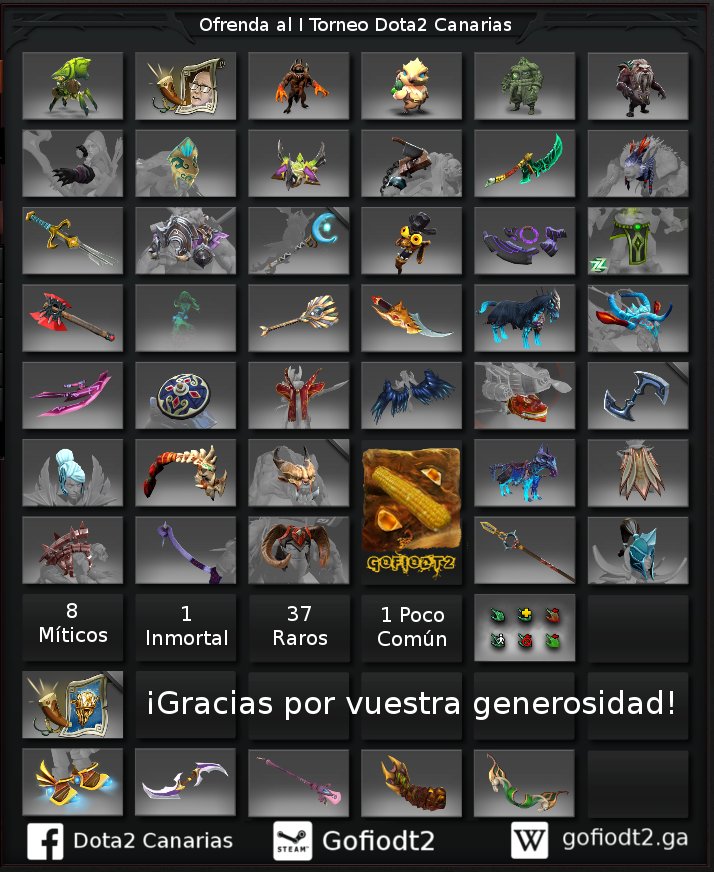 Ofrenda al I Torneo Dota2 Canarias
GOFIODT2
8 Míticos
1 Inmortal
37 Raros
1 Poco Común
¡Gracias por vuestra generosidad!
Dota2 Canarias
STEAM™
Gofiodt2
W
gofiodt2.ga